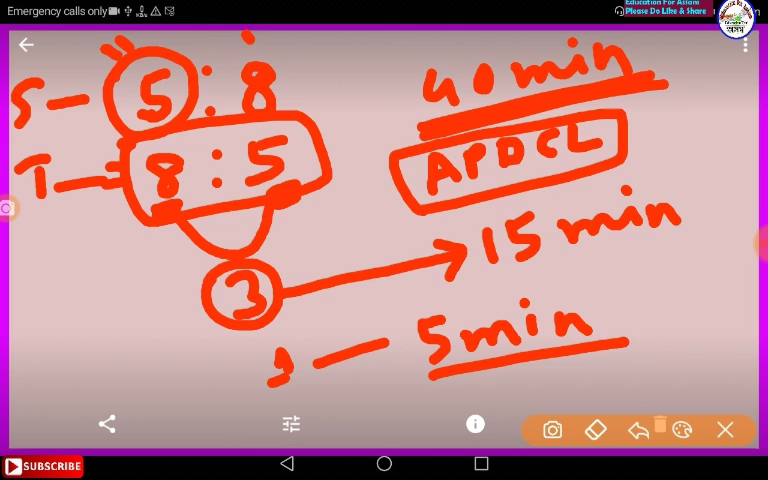 Emergency calls only
Education For Assam
Please Do Like & Share
S — 5 : 8
40 min
T — 8 : 5
APDCL
3 → 15 min
1 — 5 min
SUBSCRIBE